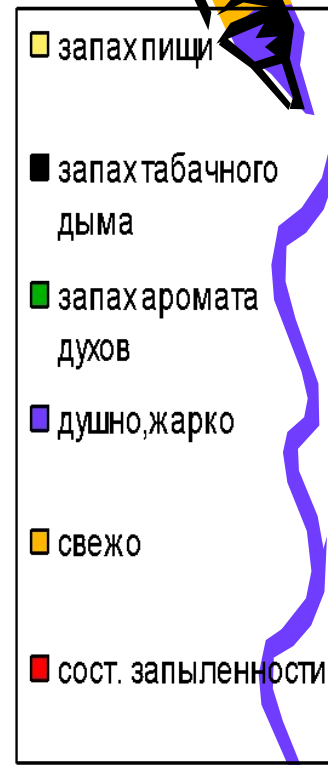 запах пищи
запах табачного
дыма
запах аромата
духов
душно,жарко
свежо
сост. запыленности